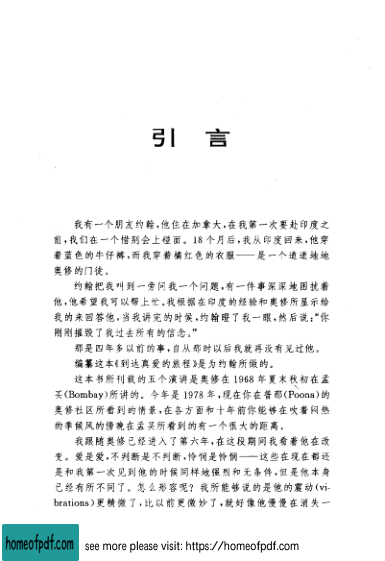 引 言
我有一个朋友约翰,他住在加拿大,在我第一次要赴印度之
前,我们在一个惜别会上碰面。18 个月后,我从印度回来,他穿
着蓝色的牛仔裤,而我穿着橘红色的衣服——是一个道道地地
奥修的门徒。
约翰把我叫到一旁问我一个问题,有一件事深深地困扰着
他,他希望我可以帮上忙。我根据在印度的经验和奥修所显示给
我的来回答他,当我讲完的时候,约翰瞪了我一眼,然后说:“你
刚刚摧毁了我过去所有的信念。”
那是四年多以前的事,自从那时以后我就再没有见过他。
编纂这本《到达真爱的旅程》是为约翰所做的。
这本书所刊载的五个演讲是奥修在 1968 年夏末秋初在孟
买(Bombay)所讲的。今年是 1978 年,现在你在普那(Poona)的
奥修社区所看到的情景,在各方面和十年前你能够在吹着闷热
的季候风的傍晚在孟买所看到的有一个很大的距离。
我跟随奥修已经进入了第六年,在这段期间我看着他在改
变。爱是爱,不判断是不判断,怜悯是怜悯——这些在现在都还
是和我第一次见到他的时候同样地强烈和无条件,但是他本身
已经有所不同了。怎么形容呢?我所能够说的是他的震动(vi-
brations)更精微了,比以前更微妙了,就好像他慢慢在消失一
homeofpdf.com
see more please visit: https://homeofpdf.com